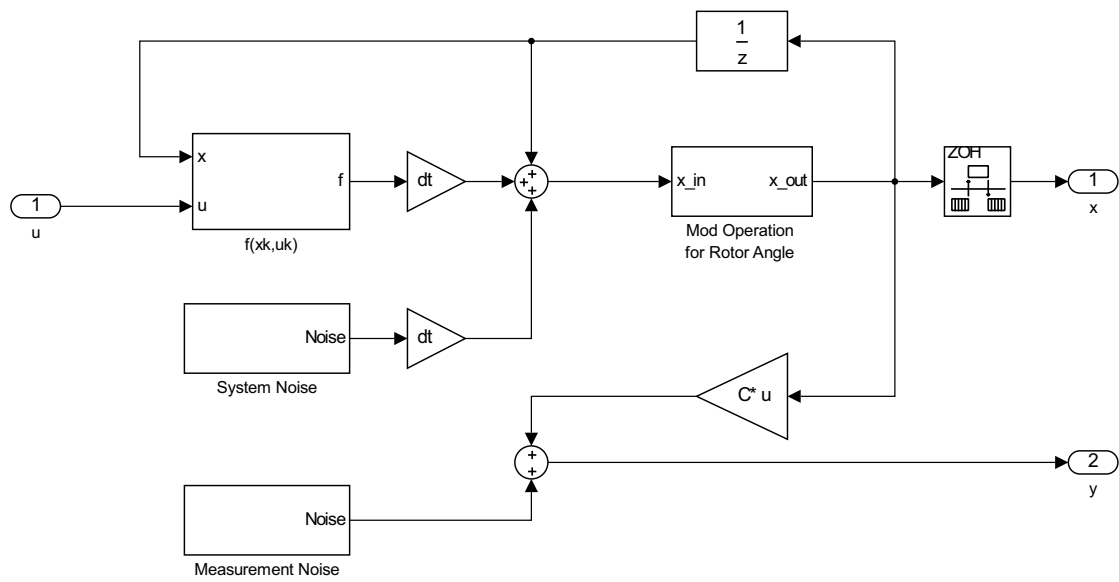 1
z
x
u
f
f(xk,uk)
dt
+
+
+
x_in
x_out
Mod Operation
for Rotor Angle
ZOH
1
x
1
u
Noise
System Noise
dt
C* u
+
+
2
y
Noise
Measurement Noise